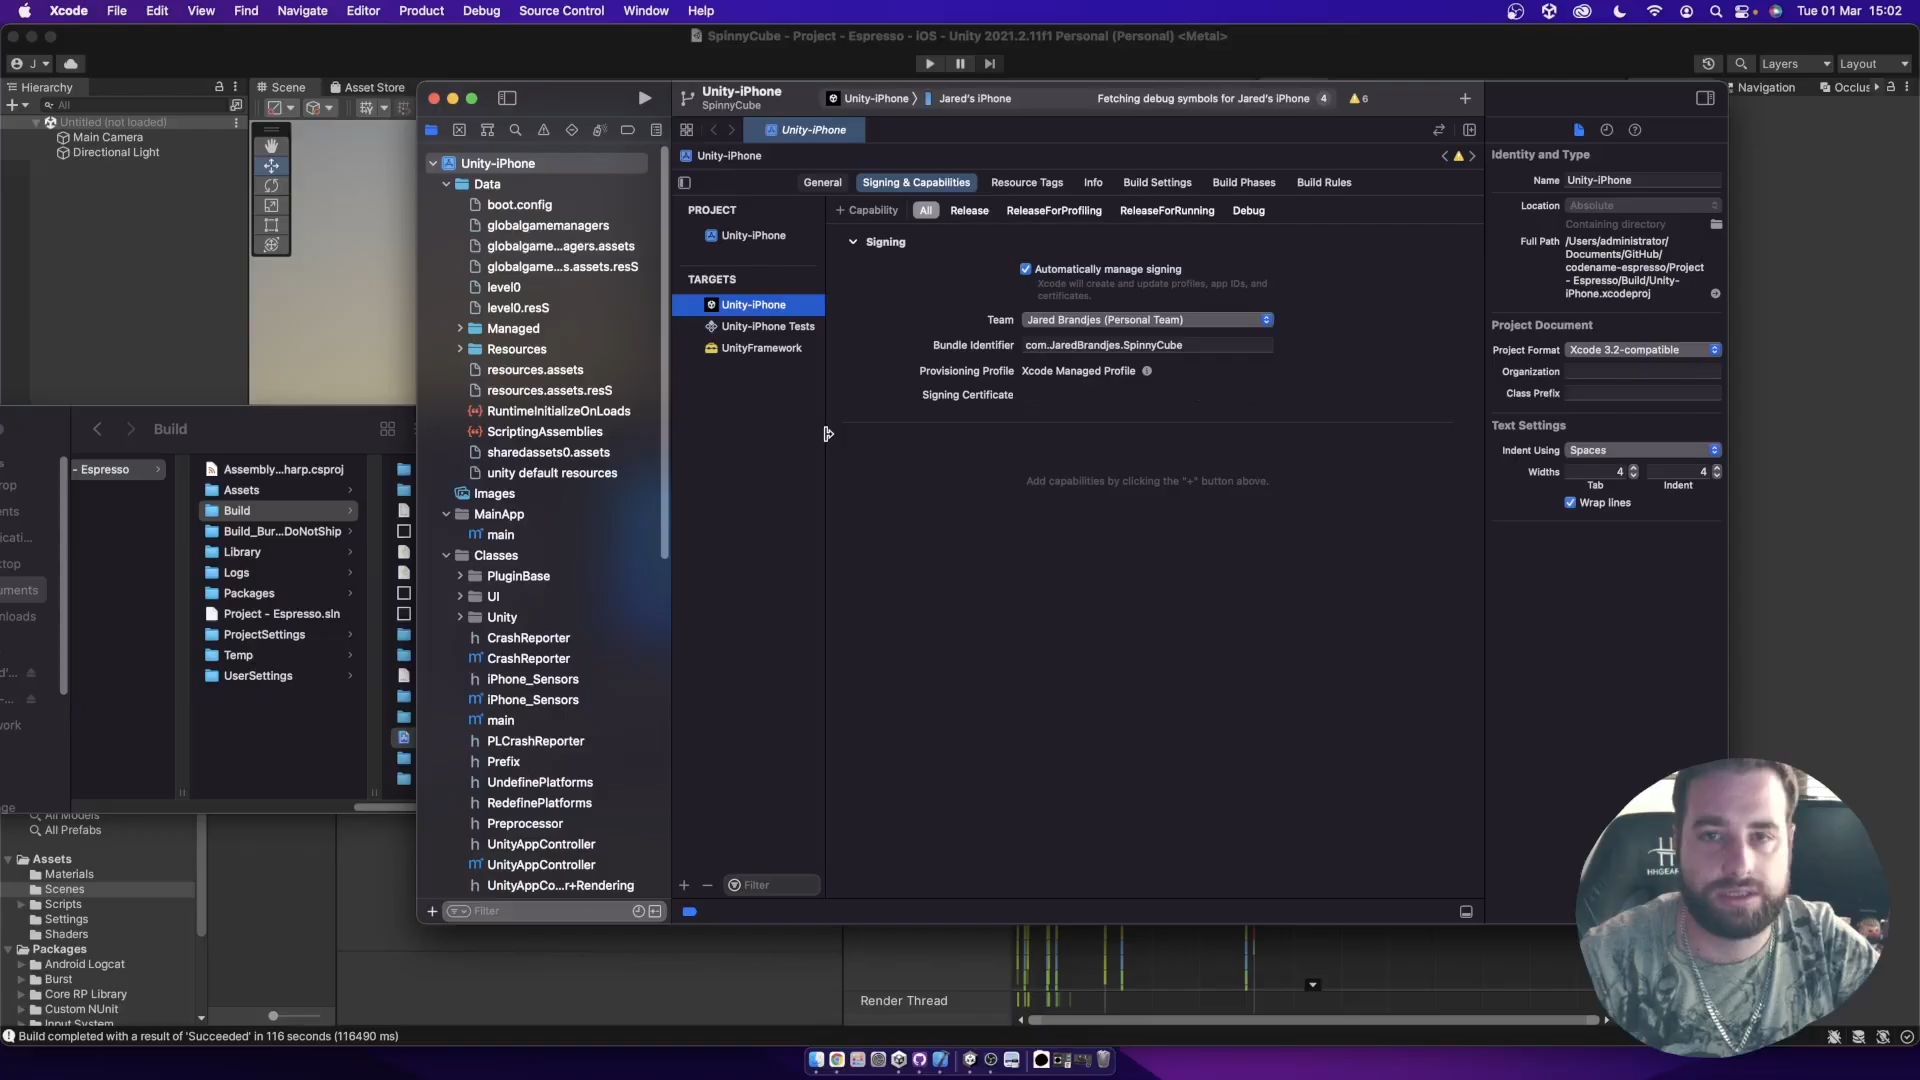 Xcode File Edit View Find Navigate Editor Product Debug Source Control Window Help
Tue 01 Mar 15:02
SpinnyCube - Project - Espresso - iOS - Unity 2021.2.11f1 Personal (Personal) <Metal>
J
Layers
Layout
Hierarchy
Scene
Asset Store
Navigation
Occlus
All
Untitled (not loaded)
Main Camera
Directional Light
Unity-iPhone
SpinnyCube
Unity-iPhone
Jared's iPhone
Fetching debug symbols for Jared's iPhone
4
6
Unity-iPhone
Unity-iPhone
General
Signing & Capabilities
Resource Tags
Info
Build Settings
Build Phases
Build Rules
+ Capability
All
Release
ReleaseForProfiling
ReleaseForRunning
Debug
Unity-iPhone
Data
boot.config
globalgamemanagers
globalgame...agers.assets
globalgame...s.assets.resS
level0
level0.resS
Managed
Resources
resources.assets
resources.assets.resS
RuntimeInitializeOnLoads
ScriptingAssemblies
sharedassets0.assets
unity default resources
Images
MainApp
main
Classes
PluginBase
UI
Unity
CrashReporter
CrashReporter
iPhone_Sensors
iPhone_Sensors
main
PLCrashReporter
Prefix
UndefinePlatforms
RedefinePlatforms
Preprocessor
UnityAppController
UnityAppController
UnityAppCo...r+Rendering
Filter
PROJECT
Unity-iPhone
TARGETS
Unity-iPhone
Unity-iPhone Tests
UnityFramework
Filter
Signing
Automatically manage signing
Xcode will create and update profiles, app IDs, and
certificates.
Team Jared Brandjes (Personal Team)
Bundle Identifier com.JaredBrandjes.SpinnyCube
Provisioning Profile Xcode Managed Profile
Signing Certificate
Add capabilities by clicking the "+" button above.
Identity and Type
Name Unity-iPhone
Location Absolute
Containing directory
Full Path /Users/administrator/
Documents/GitHub/
codename-espresso/Project
- Espresso/Build/Unity-
iPhone.xcodeproj
Project Document
Project Format Xcode 3.2-compatible
Organization
Class Prefix
Text Settings
Indent Using Spaces
Widths 4 4
Tab Indent
Wrap lines
Build
- Espresso
Assembly...harp.csproj
Assets
Build
Build_Bur...DoNotShip
Library
Logs
Packages
Project - Espresso.sln
ProjectSettings
Temp
UserSettings
All Models
All Prefabs
Assets
Materials
Scenes
Scripts
Settings
Shaders
Packages
Android Logcat
Burst
Core RP Library
Custom NUnit
Input System
Render Thread
Build completed with a result of 'Succeeded' in 116 seconds (116490 ms)
HHGEAR